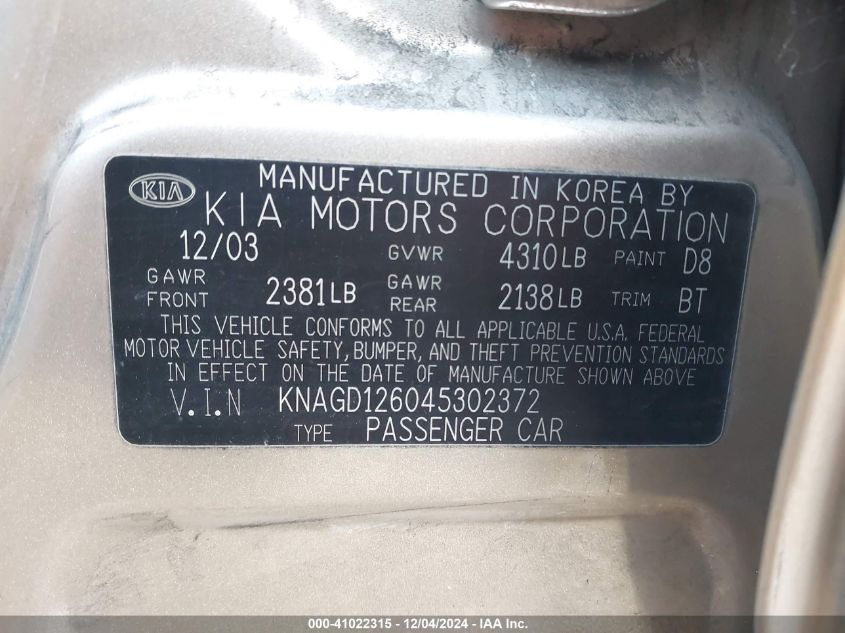 MANUFACTURED IN KOREA BY
KIA KIA MOTORS CORPORATION
12/03 GVWR 4310LB PAINT D8
GAWR FRONT 2381LB GAWR REAR 2138LB TRIM BT
THIS VEHICLE CONFORMS TO ALL APPLICABLE U.S.A. FEDERAL
MOTOR VEHICLE SAFETY, BUMPER, AND THEFT PREVENTION STANDARDS
IN EFFECT ON THE DATE OF MANUFACTURE SHOWN ABOVE
V.I.N KNAGD126045302372
TYPE PASSENGER CAR
000-41022315 - 12/04/2024 - IAA Inc.